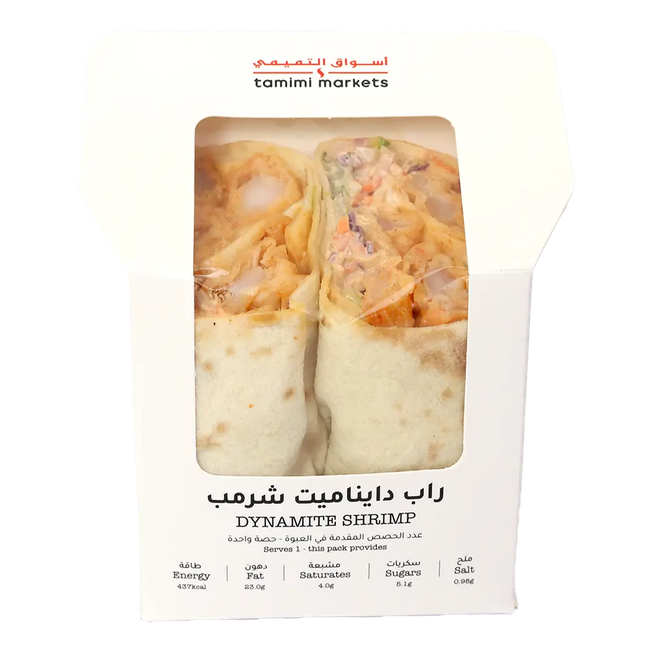 أسواق التميمي
tamimi markets
راب داينامیت شرمب
DYNAMITE SHRIMP
عدد الحصص المقدمة في العبوة - حصة واحدة
Serves 1 - this pack provides
طاقة دهون مشبعة سكريات ملح
Energy Fat Saturates Sugars Salt
437kcal 23.0g 4.0g 5.1g 0.98g